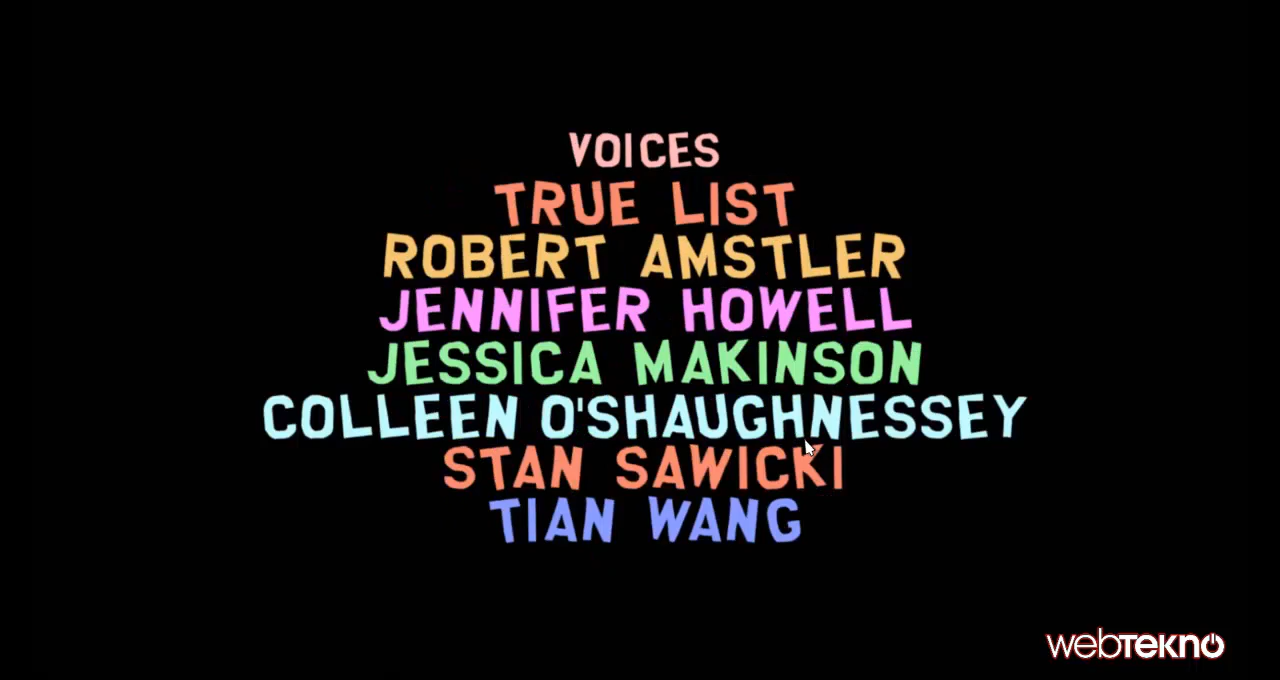 VOICES
TRUE LIST
ROBERT AMSTLER
JENNIFER HOWELL
JESSICA MAKINSON
COLLEEN O'SHAUGHNESSEY
STAN SAWICKI
TIAN WANG
webTEKNO